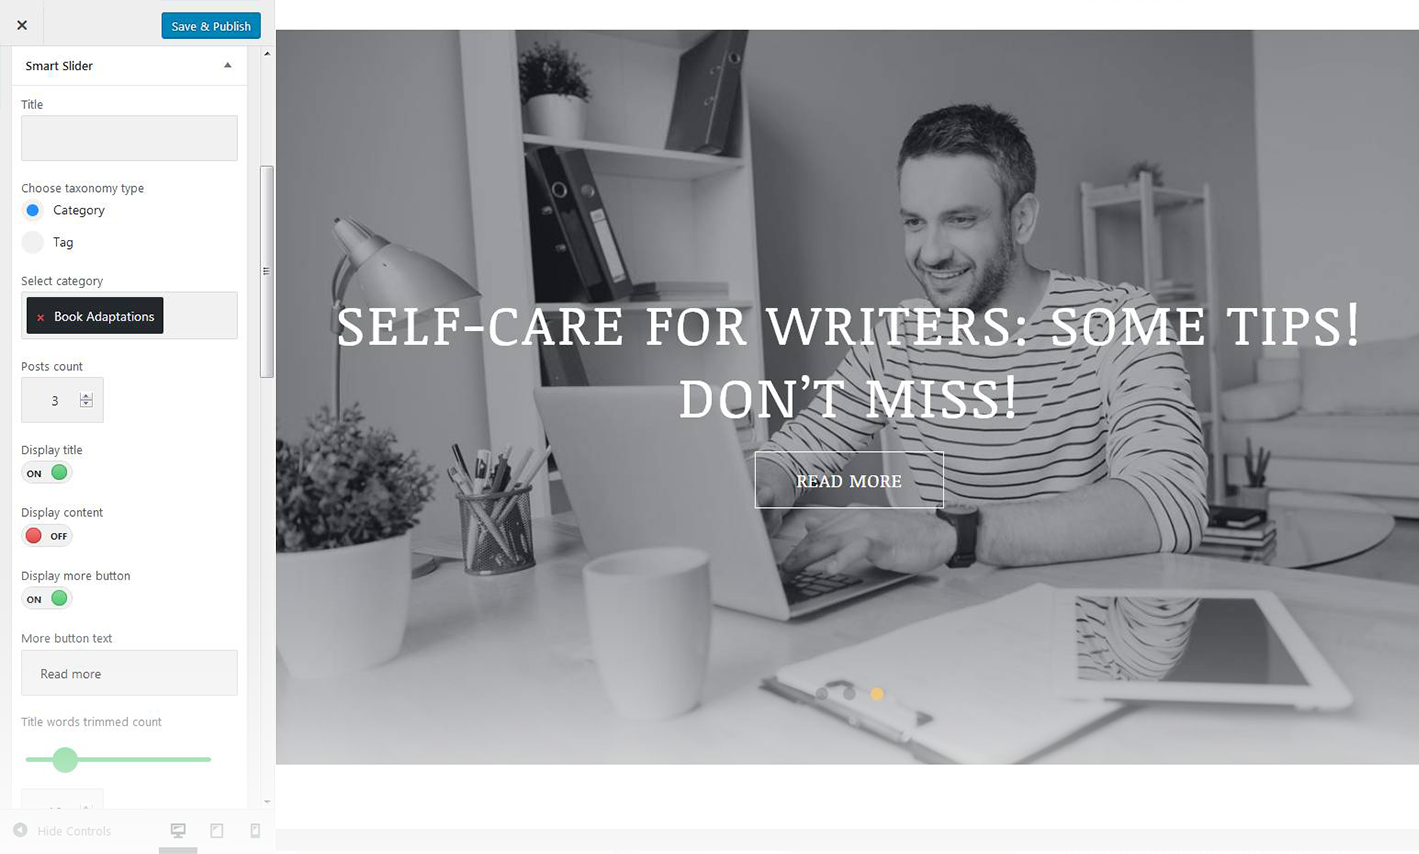 Save & Publish
Smart Slider
Title
Choose taxonomy type
Category
Tag
Select category
× Book Adaptations
Posts count
3
Display title
ON
Display content
OFF
Display more button
ON
More button text
Read more
Title words trimmed count
Hide Controls
SELF-CARE FOR WRITERS: SOME TIPS!
DON’T MISS!
READ MORE